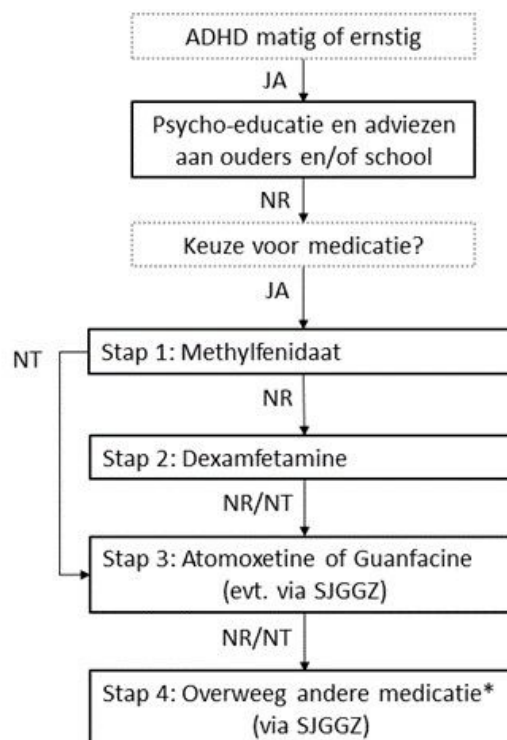 ADHD matig of ernstig
JA
Psycho-educatie en adviezen
aan ouders en/of school
NR
Keuze voor medicatie?
JA
Stap 1: Methylfenidaat
NT
NR
Stap 2: Dexamfetamine
NR/NT
Stap 3: Atomoxetine of Guanfacine
(evt. via SJGGZ)
NR/NT
Stap 4: Overweeg andere medicatie*
(via SJGGZ)